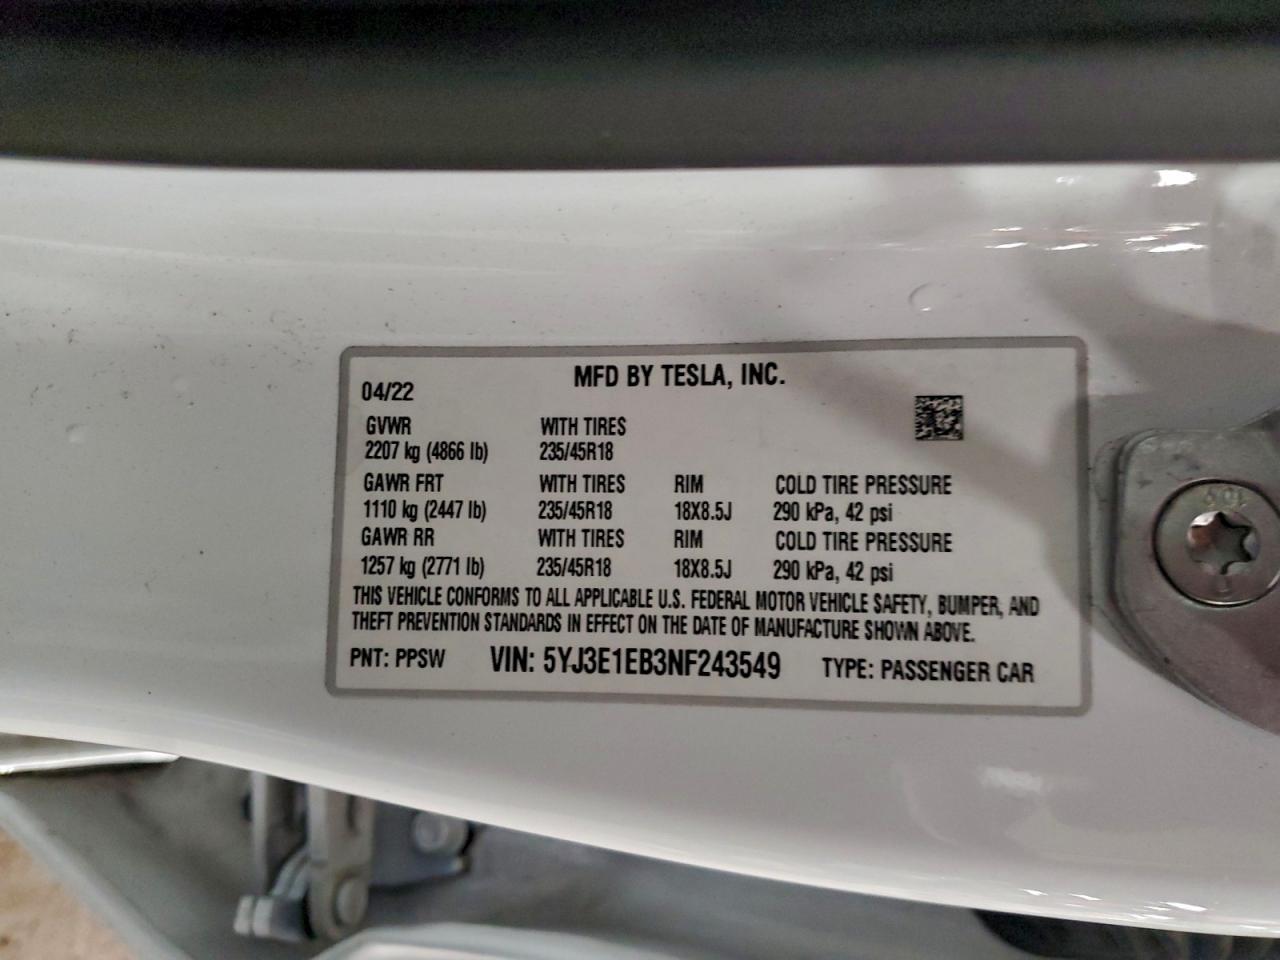 MFD BY TESLA, INC.
04/22
GVWR WITH TIRES
2207 kg (4866 lb) 235/45R18
GAWR FRT WITH TIRES RIM COLD TIRE PRESSURE
1110 kg (2447 lb) 235/45R18 18X8.5J 290 kPa, 42 psi
GAWR RR WITH TIRES RIM COLD TIRE PRESSURE
1257 kg (2771 lb) 235/45R18 18X8.5J 290 kPa, 42 psi
THIS VEHICLE CONFORMS TO ALL APPLICABLE U.S. FEDERAL MOTOR VEHICLE SAFETY, BUMPER, AND
THEFT PREVENTION STANDARDS IN EFFECT ON THE DATE OF MANUFACTURE SHOWN ABOVE.
PNT: PPSW VIN: 5YJ3E1EB3NF243549 TYPE: PASSENGER CAR